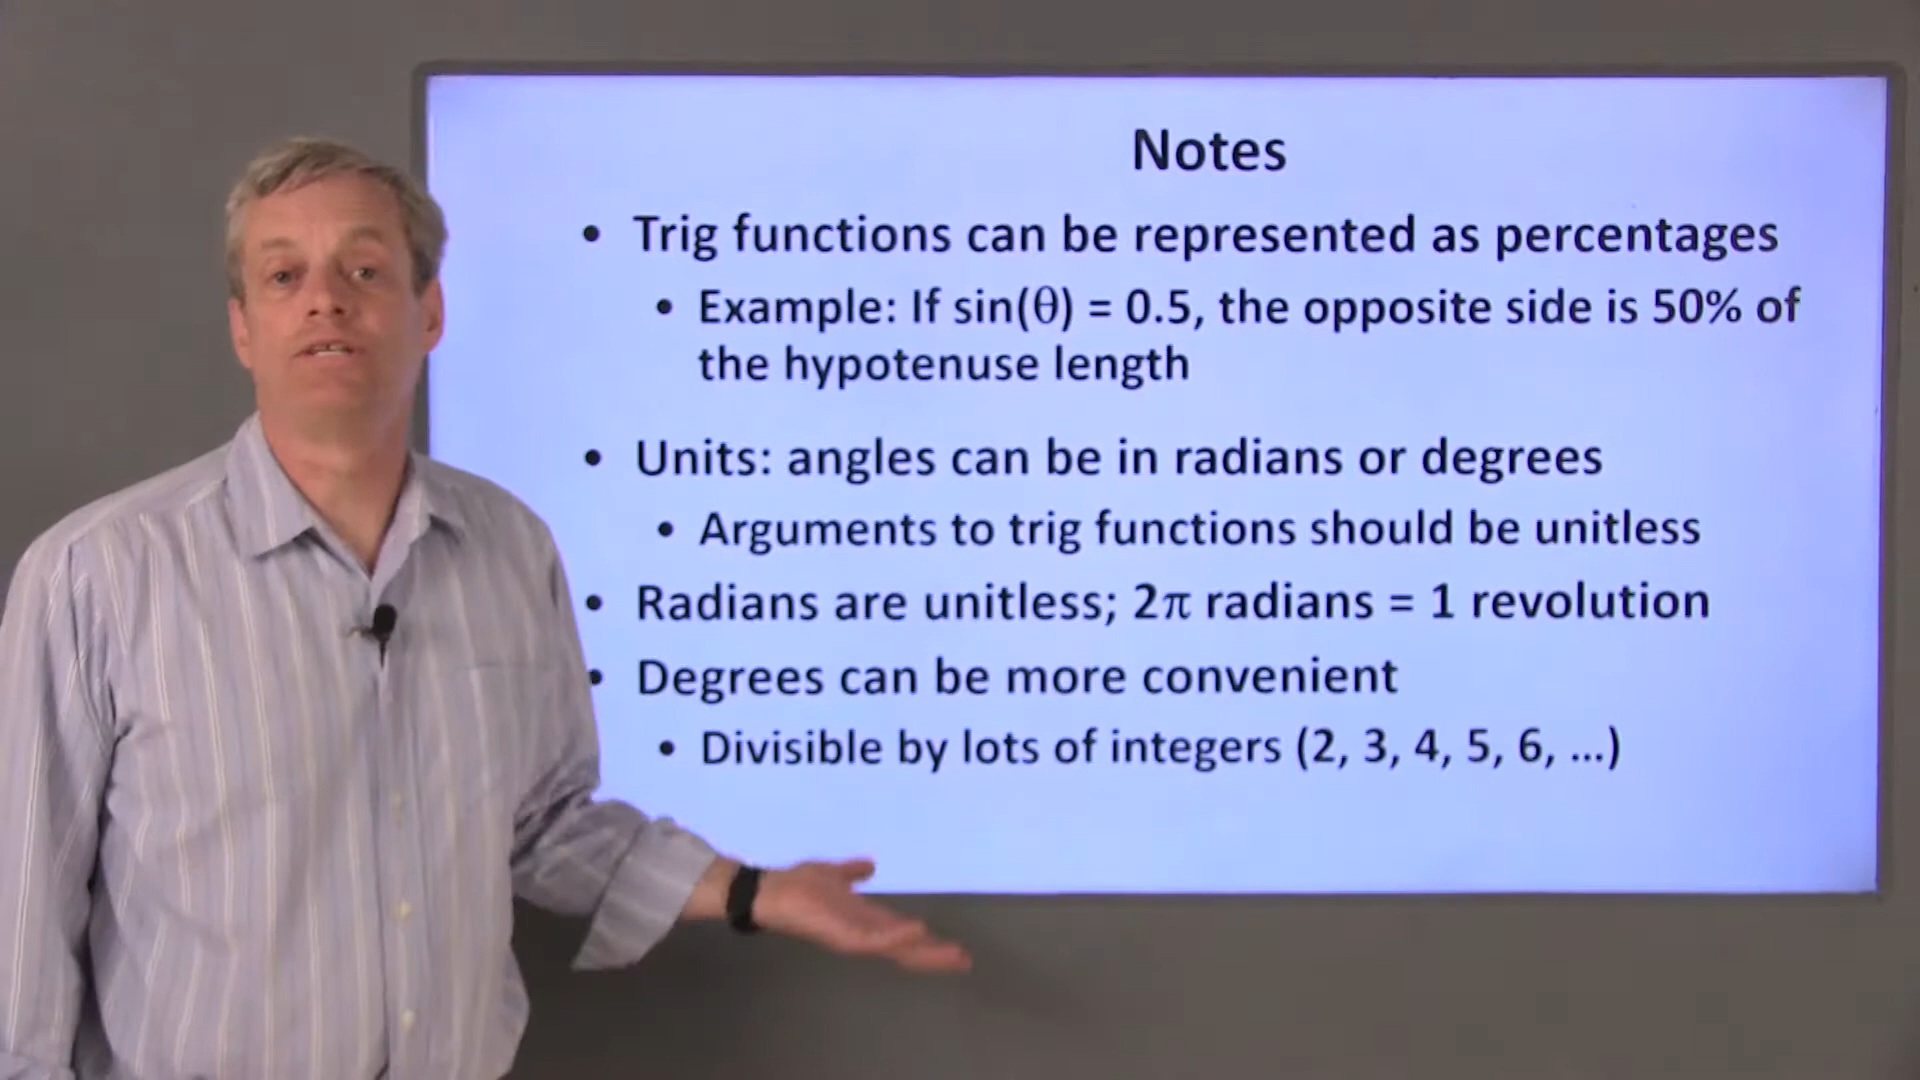 Notes
• Trig functions can be represented as percentages
• Example: If sin(θ) = 0.5, the opposite side is 50% of
the hypotenuse length
• Units: angles can be in radians or degrees
• Arguments to trig functions should be unitless
• Radians are unitless; 2π radians = 1 revolution
• Degrees can be more convenient
• Divisible by lots of integers (2, 3, 4, 5, 6, ...)